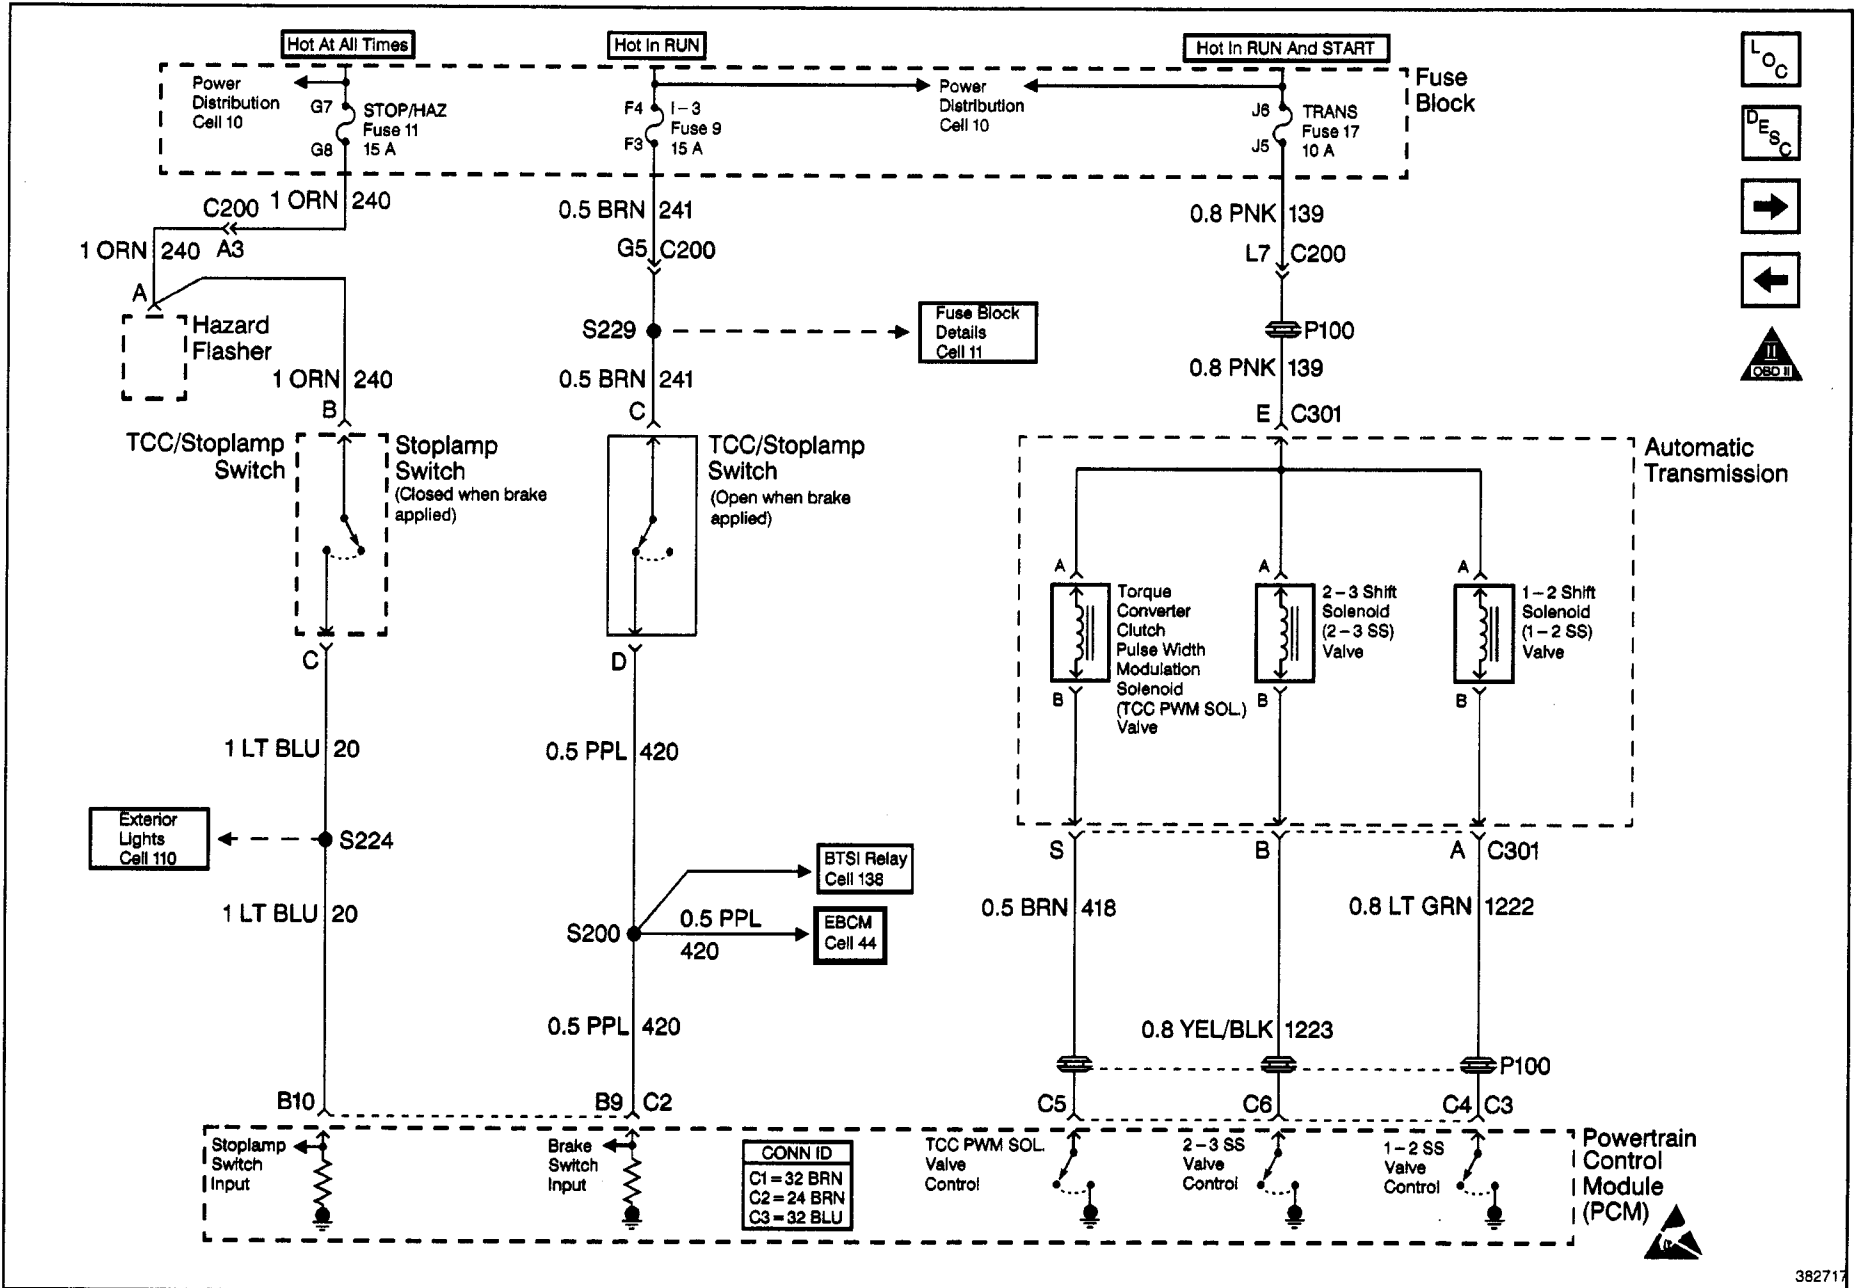 Hot At All Times
Hot In RUN
Hot In RUN And START
Power
Distribution
Cell 10
G7
G8
STOP/HAZ
Fuse 11
15 A
F4
F3
I–3
Fuse 9
15 A
Power
Distribution
Cell 10
J6
J5
TRANS
Fuse 17
10 A
Fuse
Block
LOC
DESC
II
OBD II
1 ORN 240
C200
A3
1 ORN 240
A
Hazard
Flasher
1 ORN 240
B
0.5 BRN 241
G5 C200
S229
Fuse Block
Details
Cell 11
0.5 BRN 241
C
0.8 PNK 139
L7 C200
P100
0.8 PNK 139
E C301
TCC/Stoplamp
Switch
Stoplamp
Switch
(Closed when brake
applied)
TCC/Stoplamp
Switch
(Open when brake
applied)
Automatic
Transmission
A
Torque
Converter
Clutch
Pulse Width
Modulation
Solenoid
(TCC PWM SOL.)
Valve
B
A
2–3 Shift
Solenoid
(2–3 SS)
Valve
B
A
1–2 Shift
Solenoid
(1–2 SS)
Valve
B
C
D
1 LT BLU 20
0.5 PPL 420
Exterior
Lights
Cell 110
S224
BTSI Relay
Cell 138
S
B
A C301
1 LT BLU 20
S200
0.5 PPL
420
EBCM
Cell 44
0.5 BRN 418
0.8 LT GRN 1222
0.5 PPL 420
0.8 YEL/BLK 1223
P100
B10
B9 C2
C5
C6
C4 C3
Stoplamp
Switch
Input
Brake
Switch
Input
CONN ID
C1=32 BRN
C2=24 BRN
C3=32 BLU
TCC PWM SOL.
Valve
Control
2–3 SS
Valve
Control
1–2 SS
Valve
Control
Powertrain
Control
Module
(PCM)
382717